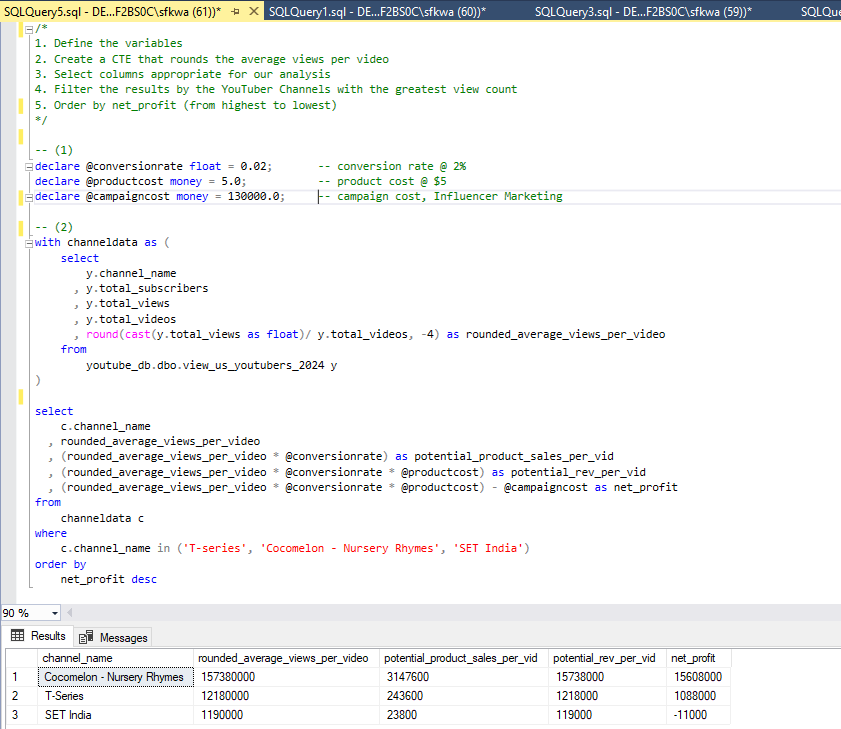 SQLQuery5.sql - DE...F2BS0C\sfkwa (61))* SQLQuery1.sql - DE...F2BS0C\sfkwa (60))* SQLQuery3.sql - DE...F2BS0C\sfkwa (59))* SQLQue
/*
1. Define the variables
2. Create a CTE that rounds the average views per video
3. Select columns appropriate for our analysis
4. Filter the results by the YouTuber Channels with the greatest view count
5. Order by net_profit (from highest to lowest)
*/
-- (1)
declare @conversionrate float = 0.02; -- conversion rate @ 2%
declare @productcost money = 5.0; -- product cost @ $5
declare @campaigncost money = 130000.0; -- campaign cost, Influencer Marketing
-- (2)
with channeldata as (
select
y.channel_name
, y.total_subscribers
, y.total_views
, y.total_videos
, round(cast(y.total_views as float)/ y.total_videos, -4) as rounded_average_views_per_video
from
youtube_db.dbo.view_us_youtubers_2024 y
)
select
c.channel_name
, rounded_average_views_per_video
, (rounded_average_views_per_video * @conversionrate) as potential_product_sales_per_vid
, (rounded_average_views_per_video * @conversionrate * @productcost) as potential_rev_per_vid
, (rounded_average_views_per_video * @conversionrate * @productcost) - @campaigncost as net_profit
from
channeldata c
where
c.channel_name in ('T-series', 'Cocomelon - Nursery Rhymes', 'SET India')
order by
net_profit desc
90 %
Results Messages
channel_name rounded_average_views_per_video potential_product_sales_per_vid potential_rev_per_vid net_profit
1 Cocomelon - Nursery Rhymes 157380000 3147600 15738000 15608000
2 T-Series 12180000 243600 1218000 1088000
3 SET India 1190000 23800 119000 -11000